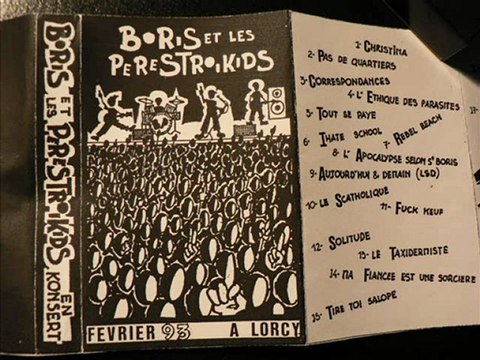 BORIS ET LES PERESTROIKIDS EN KONSERT
BORIS ET LES
PERESTROIKIDS
FEVRIER 93 A LORCY
1- CHRISTINA
2- PAS DE QUARTIERS
3- CORRESPONDANCES
4- L' ETHIQUE DES PARASITES
5- TOUT SE PAYE
6- I HATE SCHOOL
7- REBEL BEACH
8- L' APOCALYPSE SELON ST BORIS
9- AUJOURD'HUI & DEMAIN (LSD)
10- LE SCATHOLIQUE
11- FUCK KEUF
12- SOLITUDE
13- LE TAXIDERMISTE
14- MA FIANCEE EST UNE SORCIERE
15- TIRE TOI SALOPE